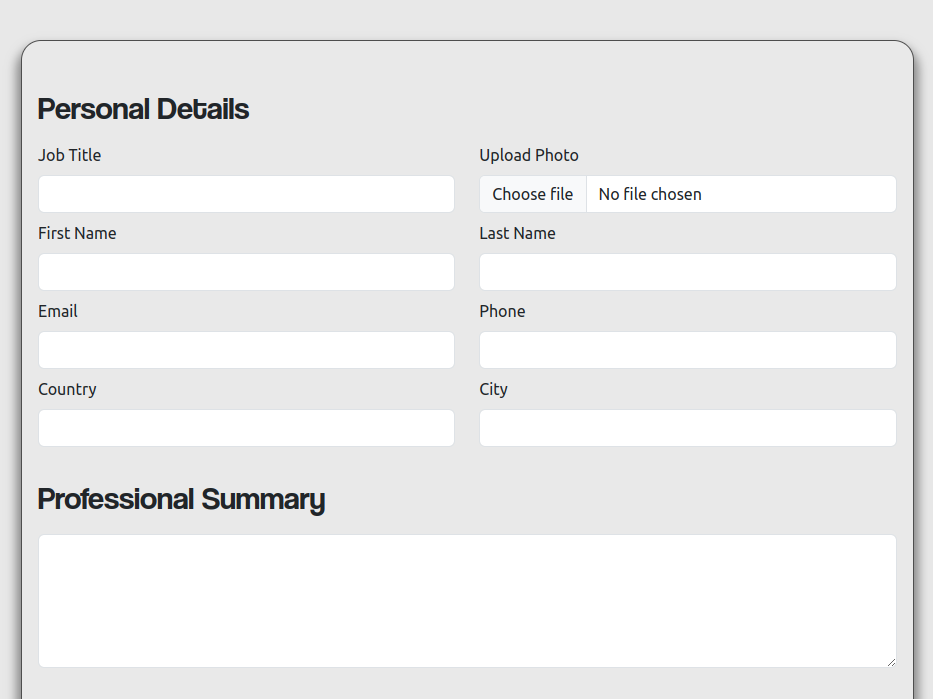 Personal Details
Job Title
Upload Photo
Choose file No file chosen
First Name
Last Name
Email
Phone
Country
City
Professional Summary